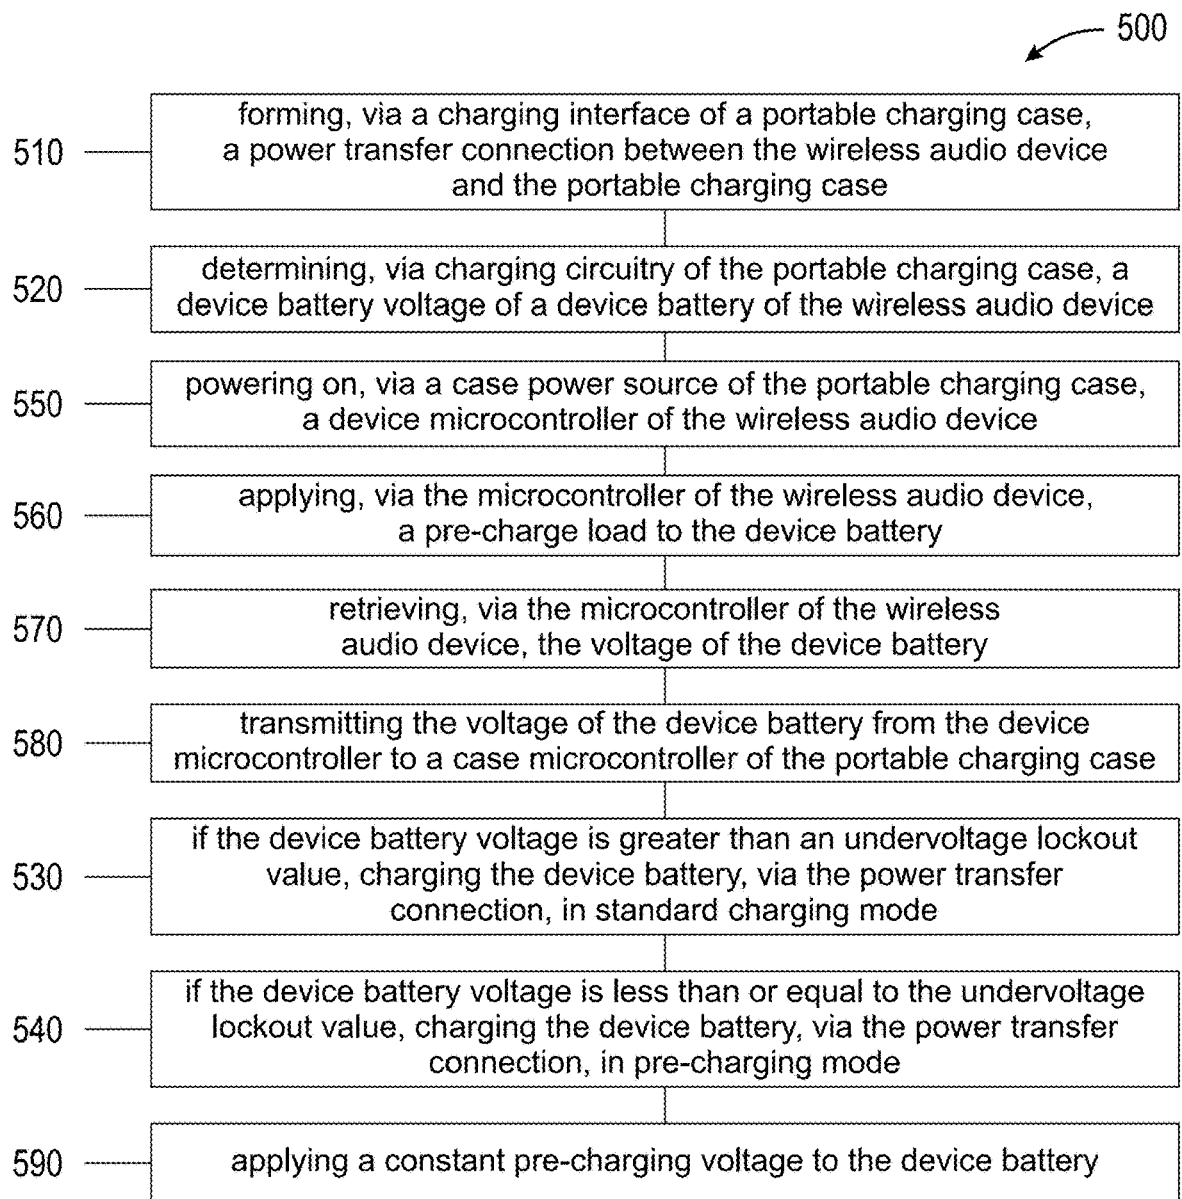 500
510
forming, via a charging interface of a portable charging case,
a power transfer connection between the wireless audio device
and the portable charging case
520
determining, via charging circuitry of the portable charging case, a
device battery voltage of a device battery of the wireless audio device
550
powering on, via a case power source of the portable charging case,
a device microcontroller of the wireless audio device
560
applying, via the microcontroller of the wireless audio device,
a pre-charge load to the device battery
570
retrieving, via the microcontroller of the wireless
audio device, the voltage of the device battery
580
transmitting the voltage of the device battery from the device
microcontroller to a case microcontroller of the portable charging case
530
if the device battery voltage is greater than an undervoltage lockout
value, charging the device battery, via the power transfer
connection, in standard charging mode
540
if the device battery voltage is less than or equal to the undervoltage
lockout value, charging the device battery, via the power transfer
connection, in pre-charging mode
590
applying a constant pre-charging voltage to the device battery